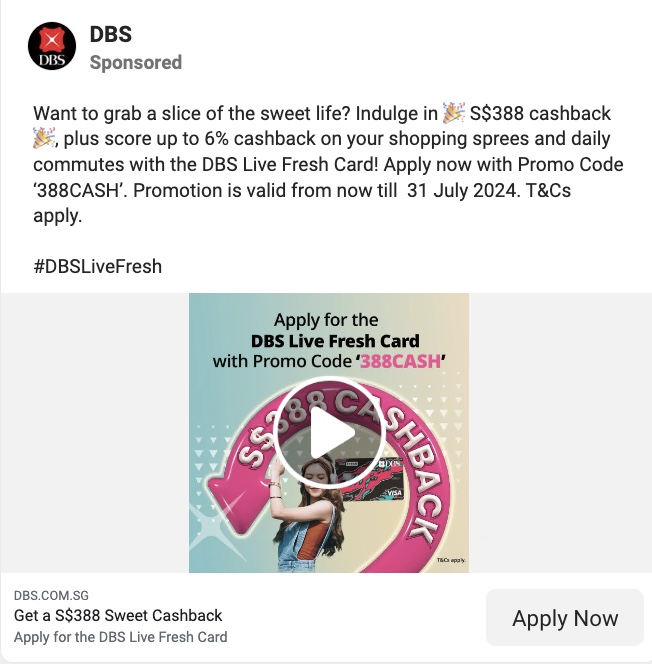 DBS
DBS
Sponsored
Want to grab a slice of the sweet life? Indulge in 🎉 S$388 cashback
🎉, plus score up to 6% cashback on your shopping sprees and daily
commutes with the DBS Live Fresh Card! Apply now with Promo Code
‘388CASH’. Promotion is valid from now till  31 July 2024. T&Cs
apply.
#DBSLiveFresh
Apply for the
DBS Live Fresh Card
with Promo Code ‘388CASH’
S$388 CASHBACK
DBS
VISA
T&Cs apply.
DBS.COM.SG
Get a S$388 Sweet Cashback
Apply for the DBS Live Fresh Card
Apply Now